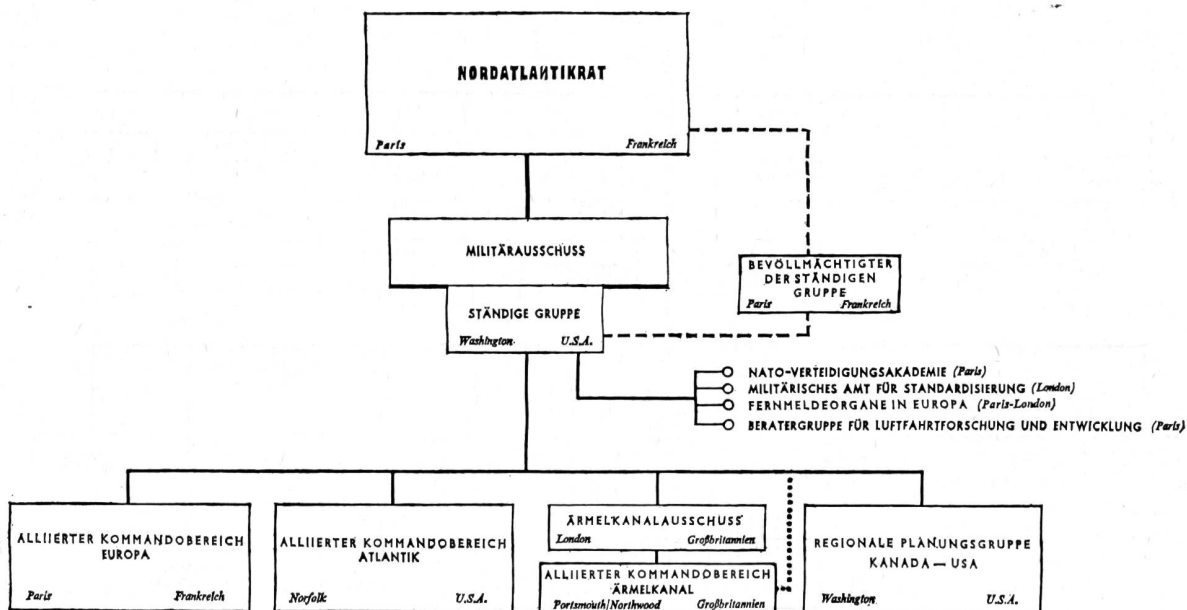 NORDATLANTIKRAT
Paris Frankreich
MILITÄRAUSSCHUSS
BEVÖLLMÄCHTIGTER
DER STÄNDIGEN
GRUPPE
Paris Frankreich
STÄNDIGE GRUPPE
Washington U.S.A.
NATO-VERTEIDIGUNGSAKADEMIE (Paris)
MILITÄRISCHES AMT FÜR STANDARDISIERUNG (London)
FERNMELDEORGANE IN EUROPA (Paris-London)
BERATERGRUPPE FÜR LUFTFAHRTFORSCHUNG UND ENTWICKLUNG (Paris)
ALLIIERTER KOMMANDOBEREICH
EUROPA
Paris Frankreich
ALLIIERTER KOMMANDOBEREICH
ATLANTIK
Norfolk U.S.A.
ÄRMELKANALAUSSCHUSS
London Großbritannien
ALLIIERTER KOMMANDOBEREICH
ÄRMELKANAL
Portsmouth/Northwood Großbritannien
REGIONALE PLANUNGSGRUPPE
KANADA — USA
Washington U.S.A.